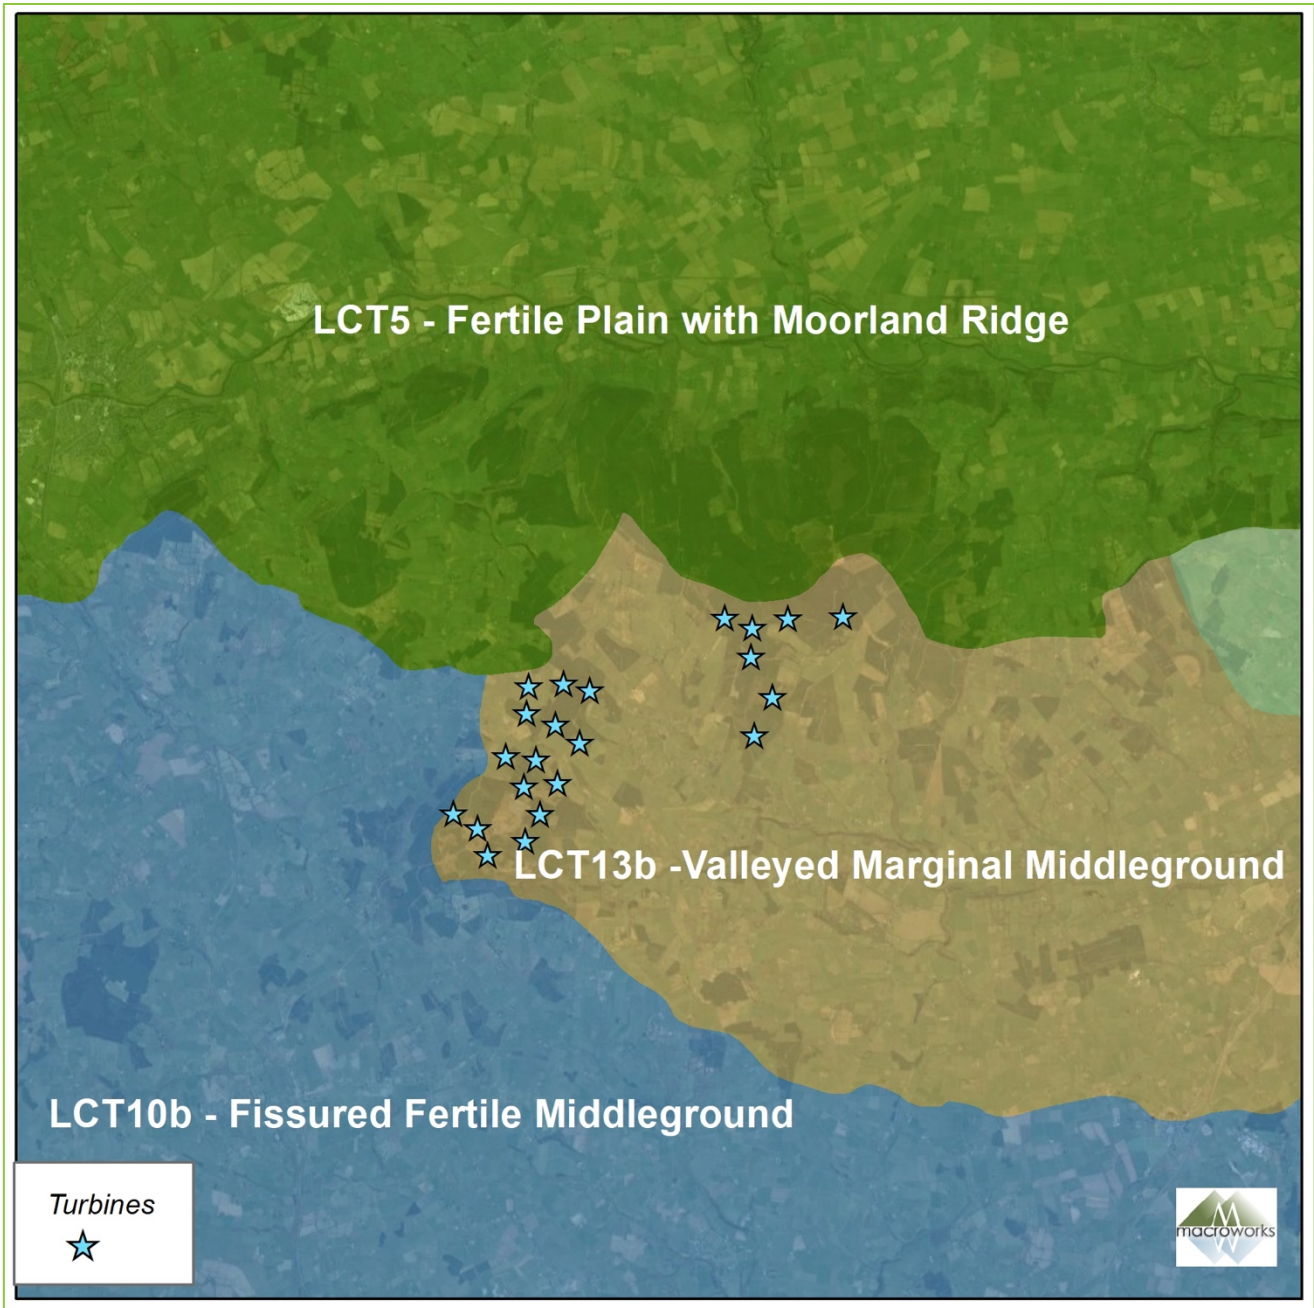 LCT5 - Fertile Plain with Moorland Ridge
LCT13b -Valleyed Marginal Middleground
LCT10b - Fissured Fertile Middleground
Turbines
macroworks